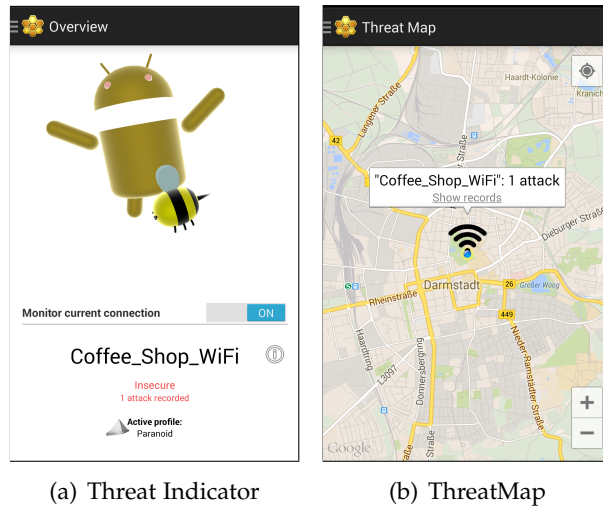 Overview
Monitor current connection
ON
Coffee_Shop_WiFi
Insecure
1 attack recorded
Active profile:
Paranoid
(a) Threat Indicator
Threat Map
Haardt-Kolonie
Kranich
Langener Straße
42
"Coffee_Shop_WiFi": 1 attack
Show records
Dieburger Straße
Darmstadt
26
Großer Woog
Rheinstraße
449
Haardtring
L3097
Donnersbergring
Nieder-Ramstädter Straße
Straße
+
−
Google
(b) ThreatMap